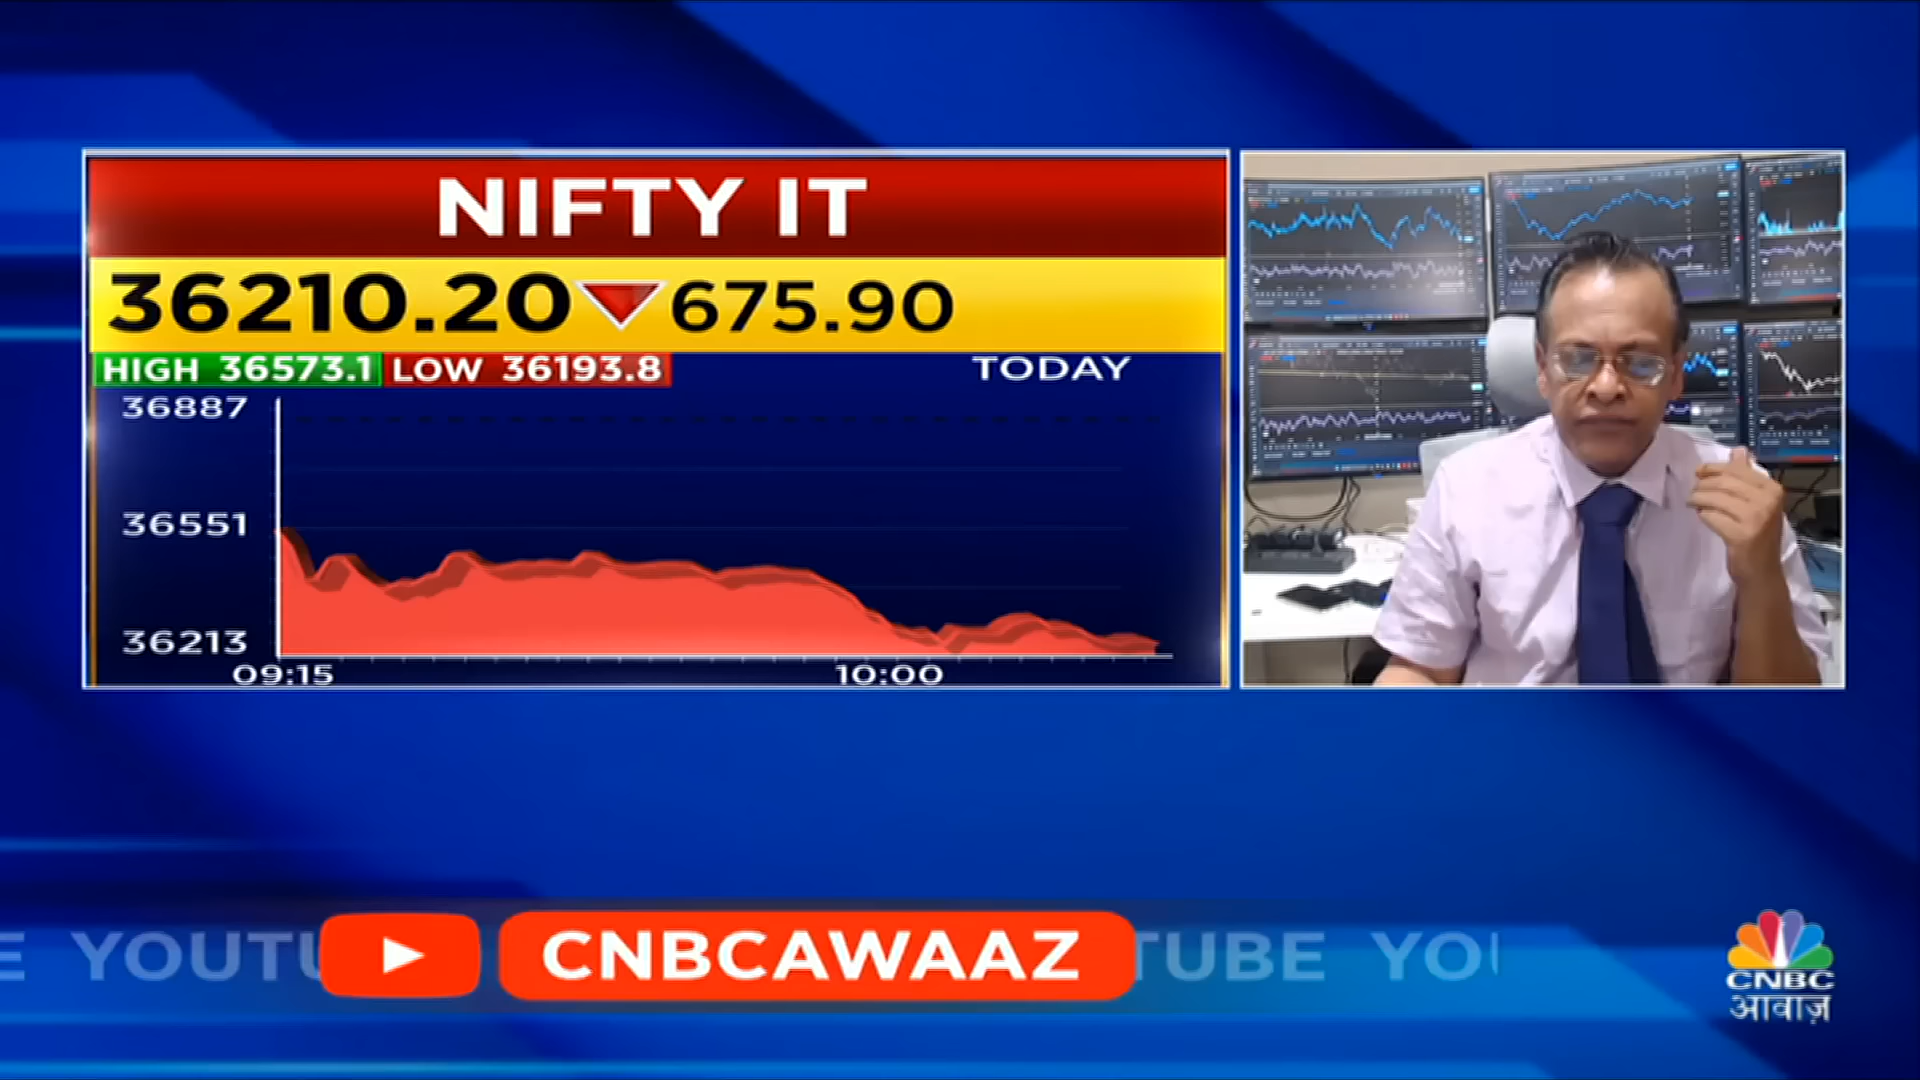 NIFTY IT
36210.20 675.90
HIGH 36573.1 LOW 36193.8 TODAY
36887
36551
36213
09:15 10:00
E YOUTU CNBCAWAAZ TUBE YOU
CNBC
आवाज़